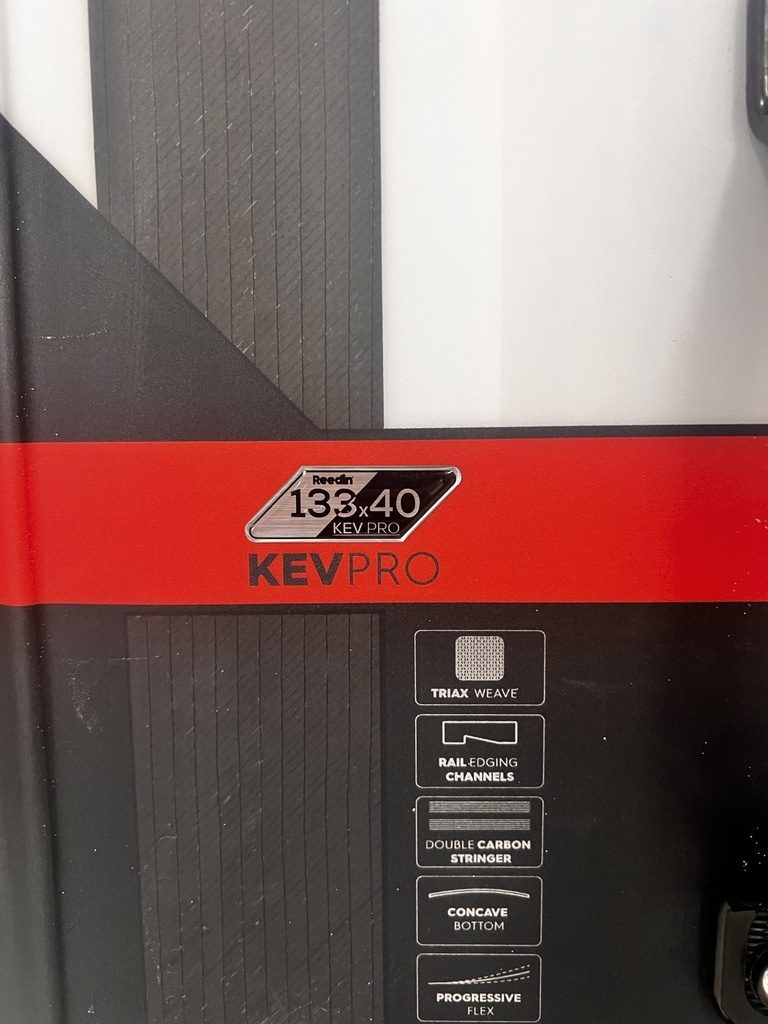 Reedin
133x40
KEV PRO
KEVPRO
TRIAX WEAVE
RAIL EDGING
CHANNELS
DOUBLE CARBON
STRINGER
CONCAVE
BOTTOM
PROGRESSIVE
FLEX